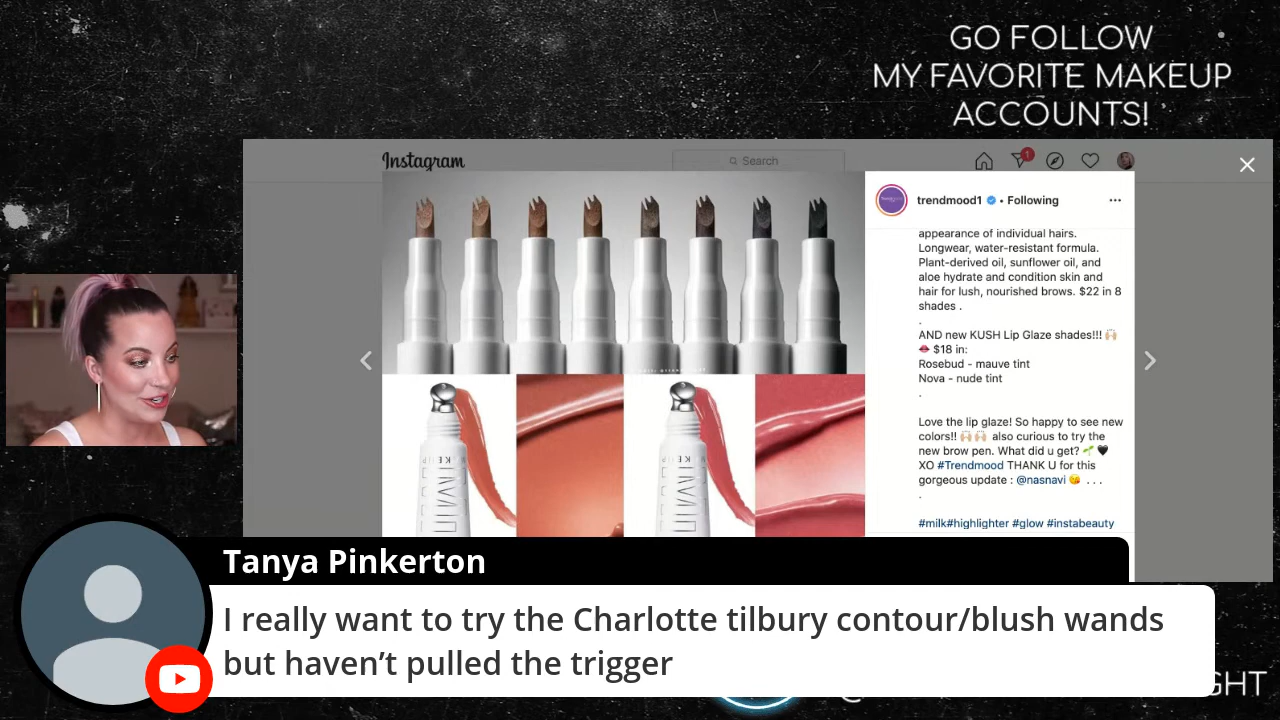 GO FOLLOW
MY FAVORITE MAKEUP
ACCOUNTS!
Instagram
Search
1
trendmood1 • Following
appearance of individual hairs.
Longwear, water-resistant formula.
Plant-derived oil, sunflower oil, and
aloe hydrate and condition skin and
hair for lush, nourished brows. $22 in 8
shades .
.
AND new KUSH Lip Glaze shades!!! 🙌🏼
👄 $18 in:
Rosebud - mauve tint
Nova - nude tint
.
Love the lip glaze! So happy to see new
colors!! 🙌🏼🙌🏼 also curious to try the
new brow pen. What did u get? 🌱🖤
XO #Trendmood THANK U for this
gorgeous update : @nasnavi 😘 . . .
.
#milk#highlighter #glow #instabeauty
Tanya Pinkerton
I really want to try the Charlotte tilbury contour/blush wands
but haven’t pulled the trigger